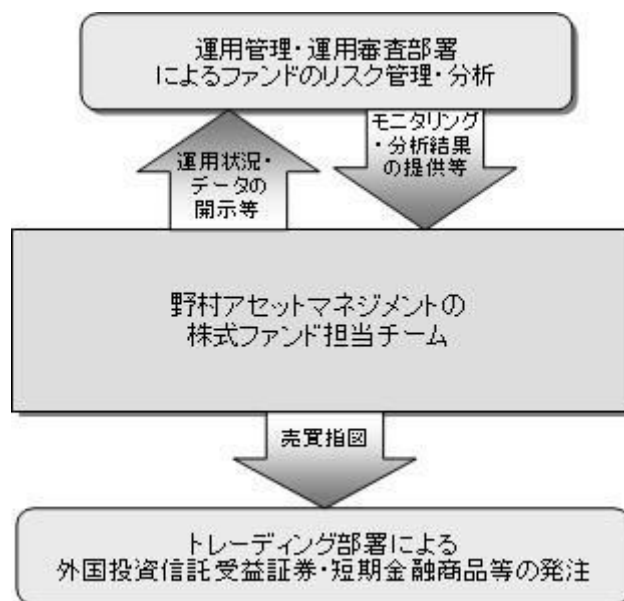 運用管理・運用審査部署
によるファンドのリスク管理・分析
運用状況・
データの
開示等
モニタリング
・分析結果
の提供等
野村アセットマネジメントの
株式ファンド担当チーム
売買指図
トレーディング部署による
外国投資信託受益証券・短期金融商品等の発注